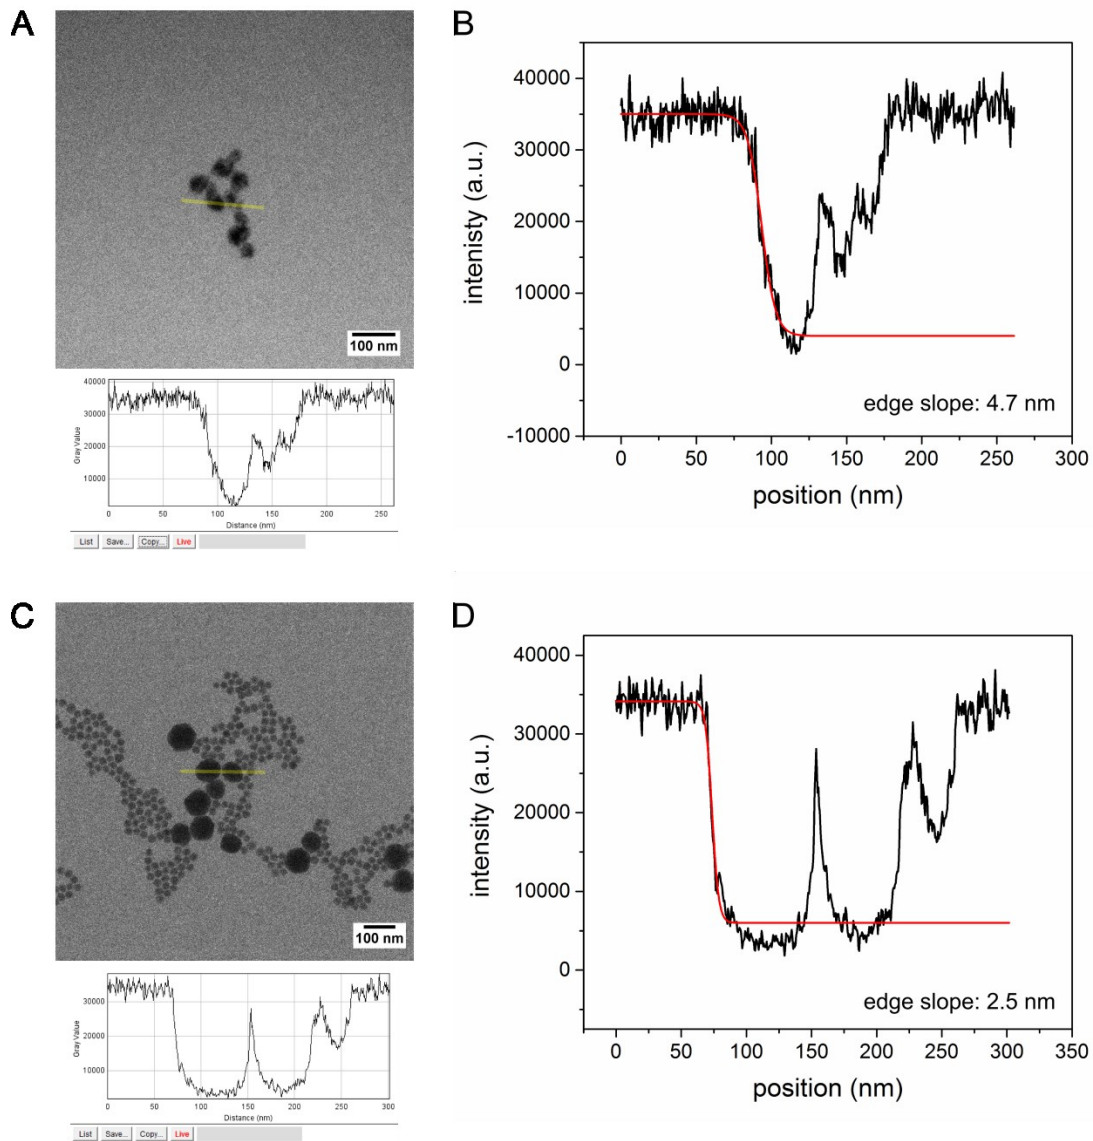 A
100 nm
40000
30000
20000
10000
Gray Value
0 50 100 150 200 250
Distance (nm)
List Save... Copy... Live
B
40000
30000
20000
10000
0
-10000
intenisty (a.u.)
edge slope: 4.7 nm
0 50 100 150 200 250 300
position (nm)
C
100 nm
30000
20000
10000
Gray Value
0 50 100 150 200 250 300
Distance (nm)
List Save... Copy... Live
D
40000
30000
20000
10000
0
intensity (a.u.)
edge slope: 2.5 nm
0 50 100 150 200 250 300 350
position (nm)